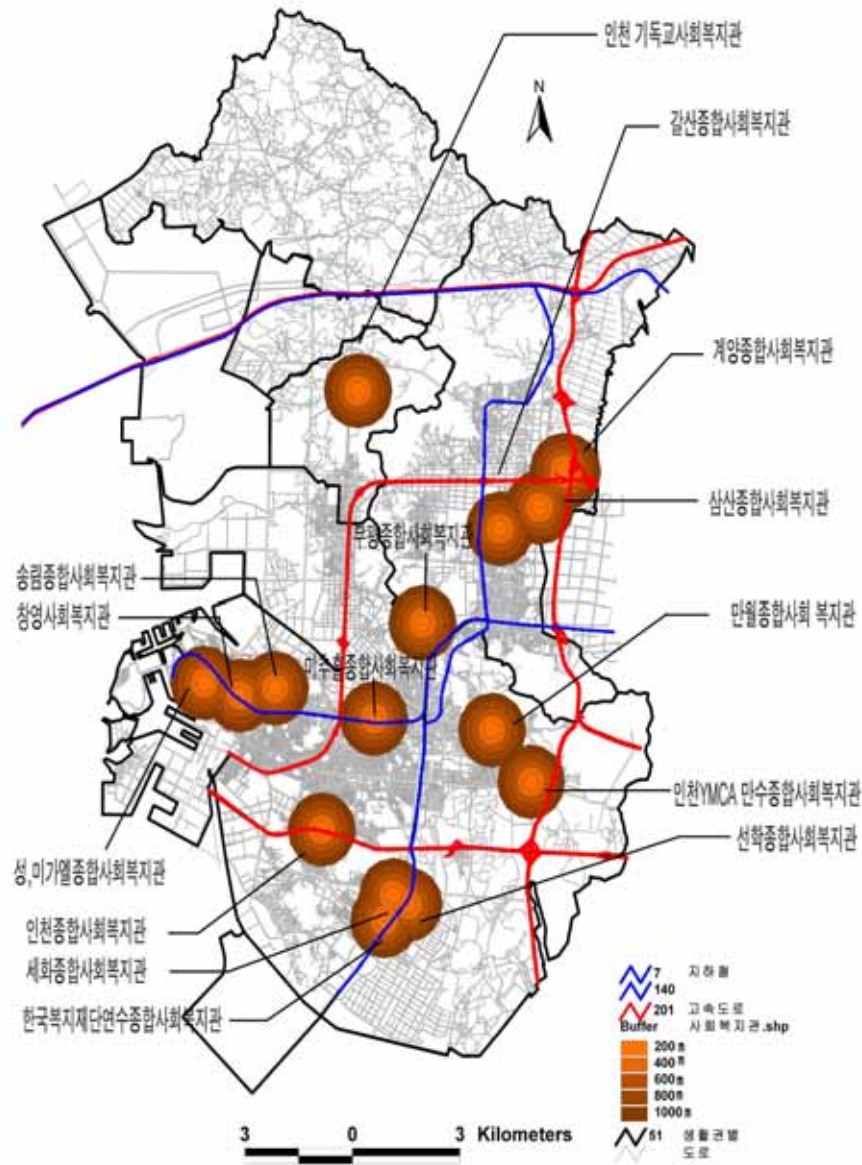 인천 기독교사회복지관
N
갈산종합사회복지관
계양종합사회복지관
삼산종합사회복지관
부평종합사회복지관
송림종합사회복지관
창영사회복지관
만월종합사회 복지관
미추홀종합사회복지관
인천YMCA 만수종합사회복지관
선학종합사회복지관
성,미가엘종합사회복지관
인천종합사회복지관
세화종합사회복지관
한국복지재단연수종합사회복지관
7 지하철
140
201 고속도로
Buffer 사회복지관.shp
200
400
600
800
1000
51 생활권별
도로
3 0 3 Kilometers